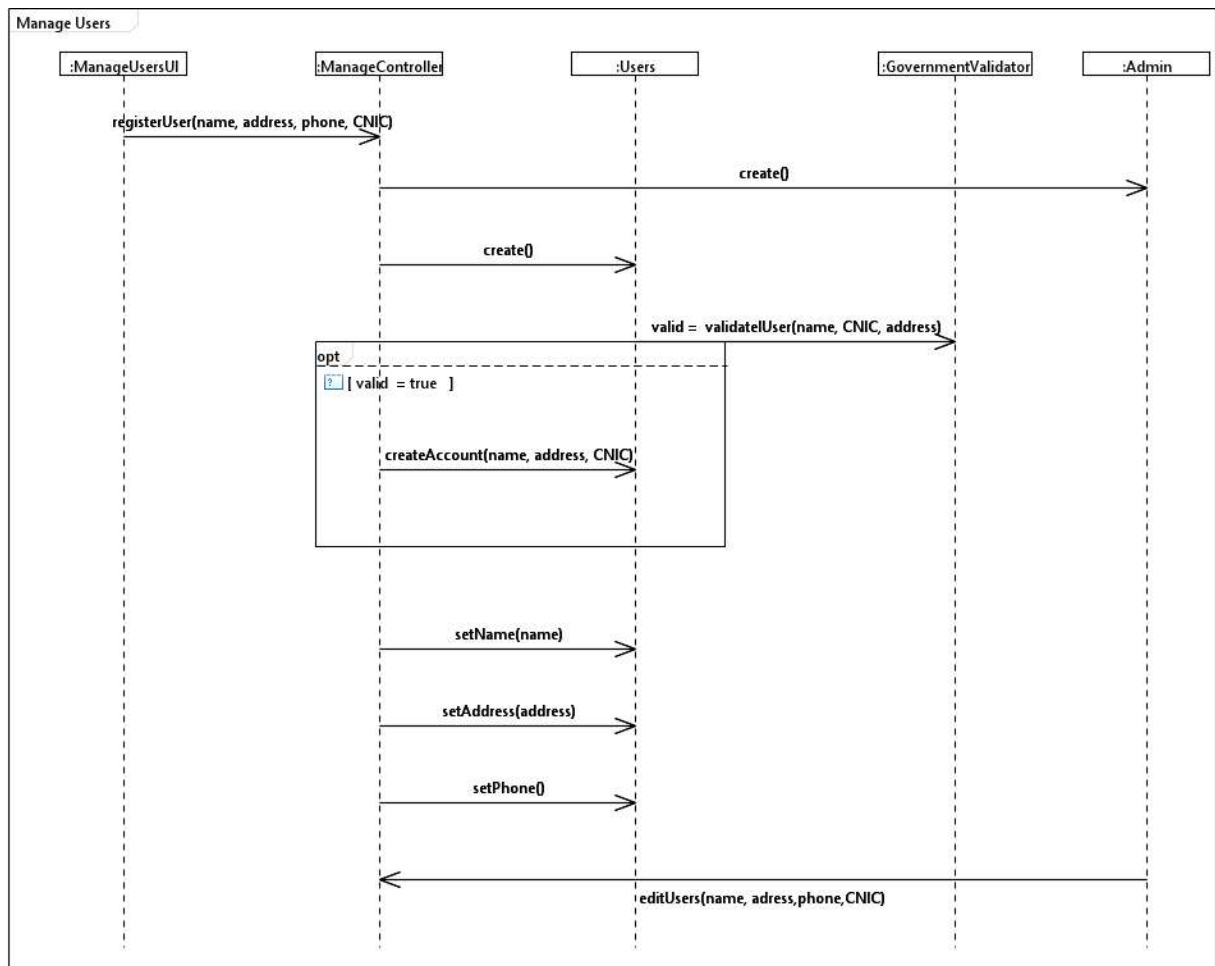 Manage Users
:ManageUsersUI
:ManageController
:Users
:GovernmentValidator
:Admin
registerUser(name, address, phone, CNIC)
create()
create()
valid = validatelUser(name, CNIC, address)
opt
? [ valid = true ]
createAccount(name, address, CNIC)
setName(name)
setAddress(address)
setPhone()
editUsers(name, adress,phone,CNIC)